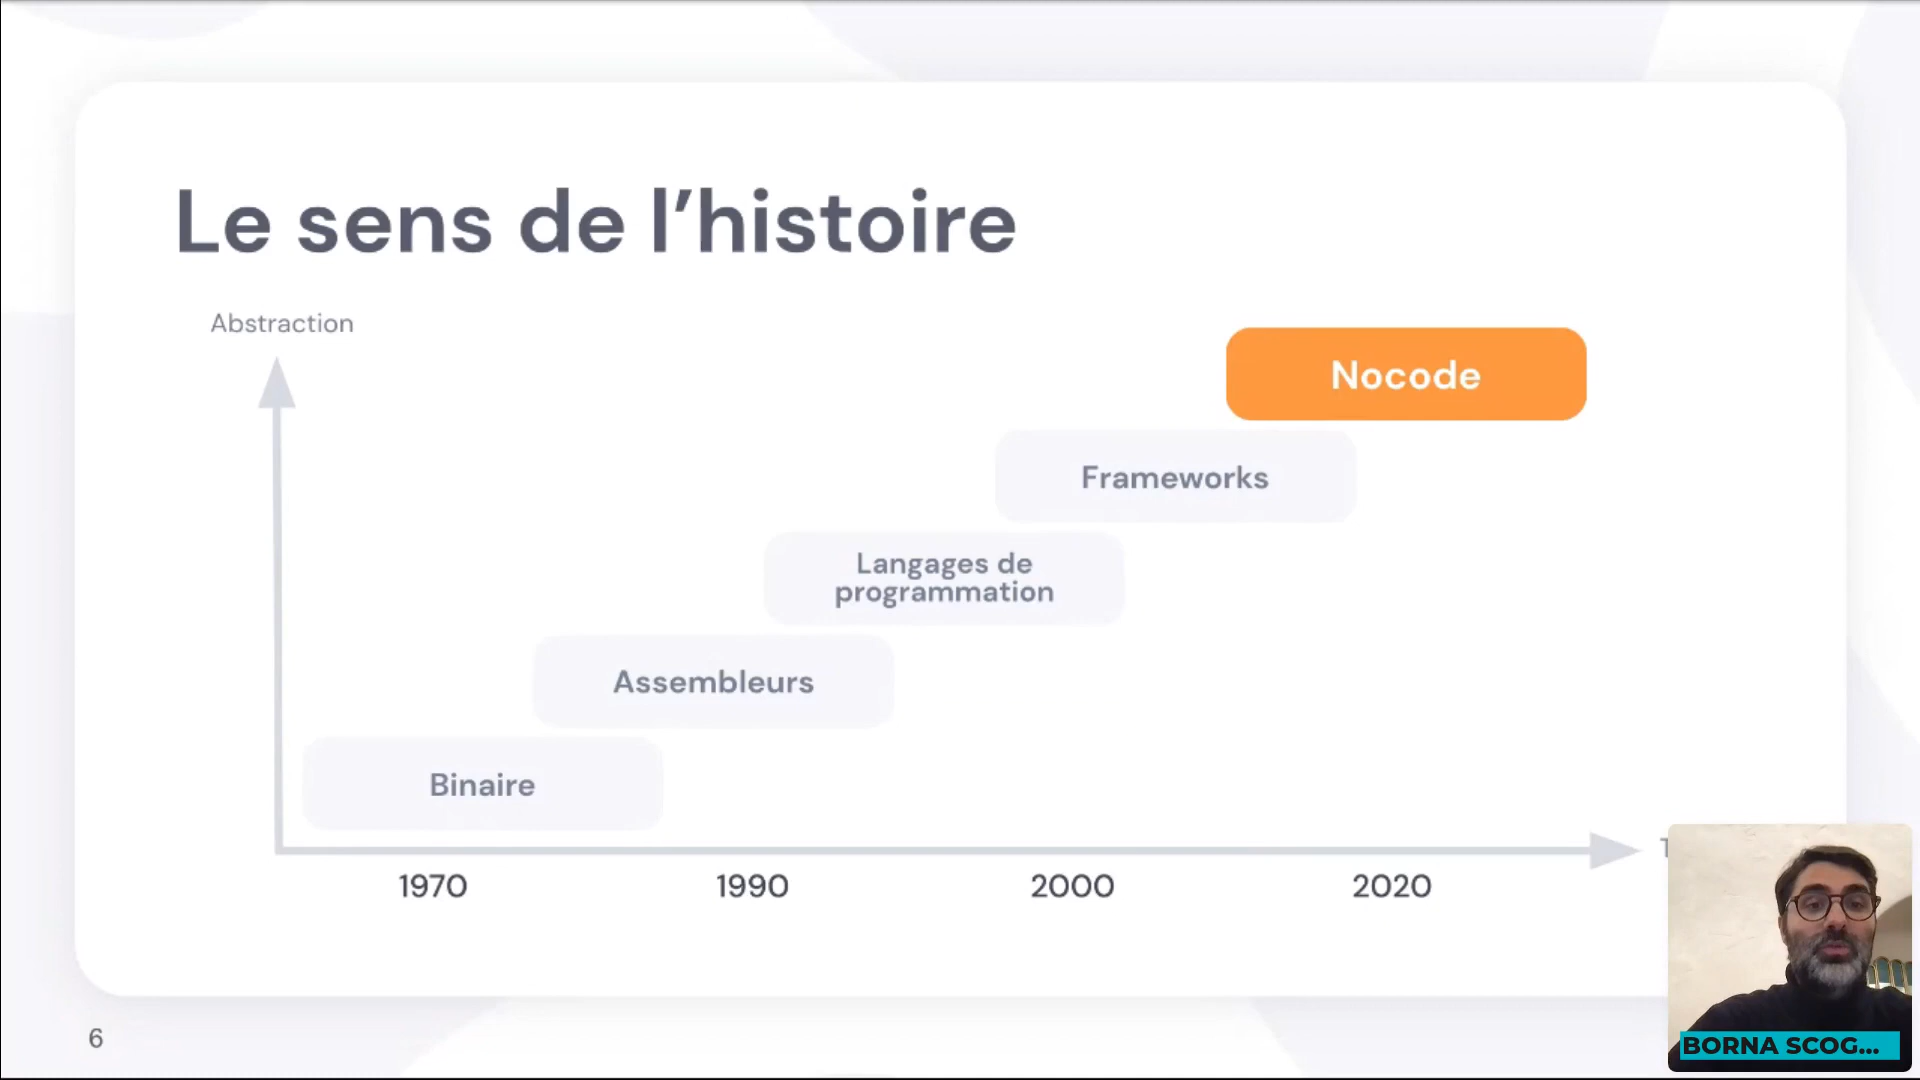 Le sens de l’histoire
Abstraction
Nocode
Frameworks
Langages de
programmation
Assembleurs
Binaire
1970
1990
2000
2020
6
BORNA SCOG...